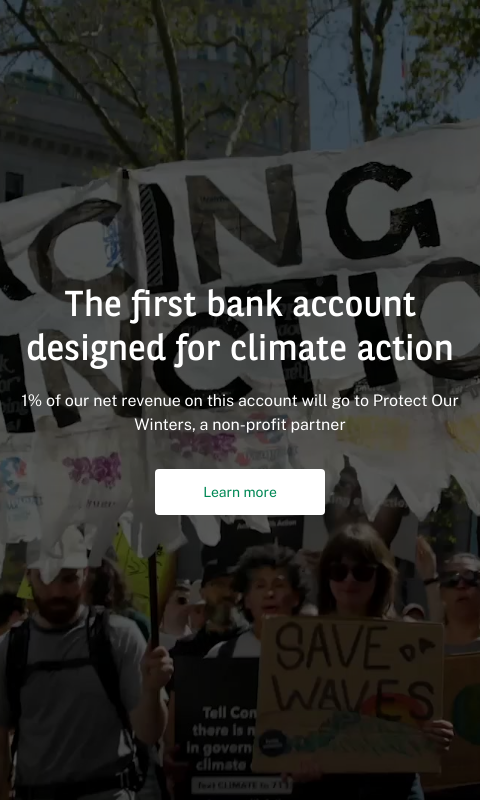 The first bank account
designed for climate action
1% of our net revenue on this account will go to Protect Our
Winters, a non-profit partner
Learn more
SAVE DA
WAVES
Tell Con
there is n
in govern
climate
Text CLIMATE to